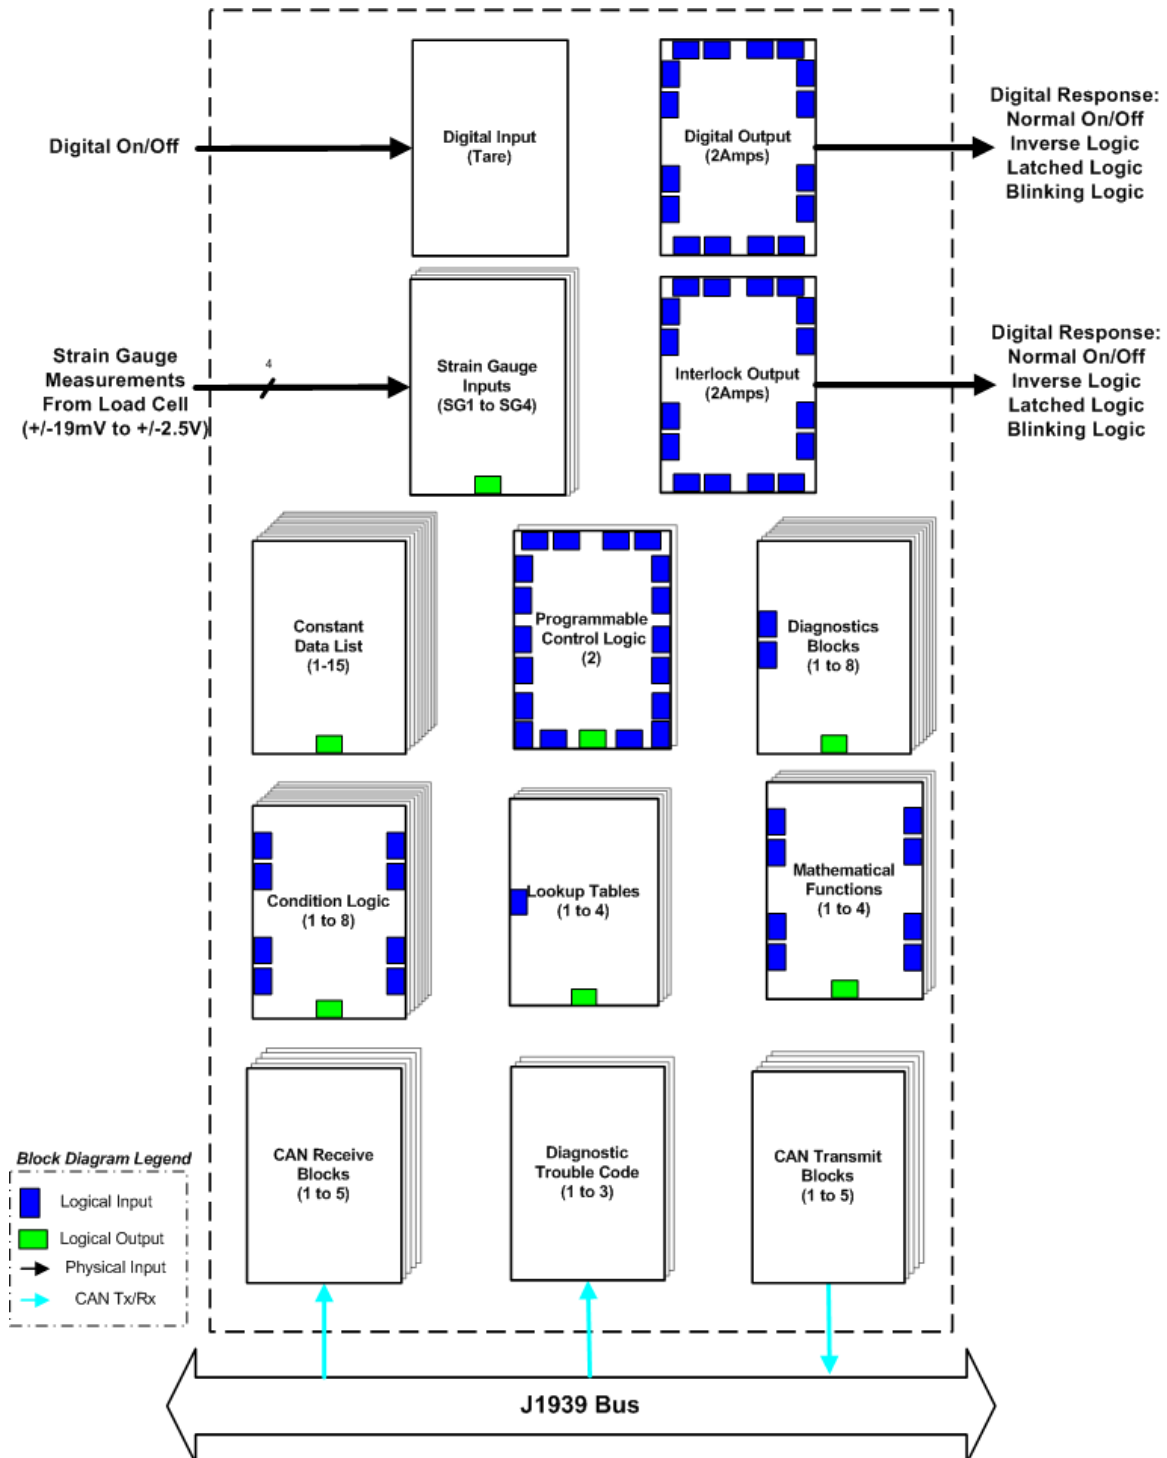 Digital On/Off
Digital Input
(Tare)
Digital Output
(2Amps)
Digital Response:
Normal On/Off
Inverse Logic
Latched Logic
Blinking Logic
Strain Gauge
Measurements
From Load Cell
(+/-19mV to +/-2.5V)
4
Strain Gauge
Inputs
(SG1 to SG4)
Interlock Output
(2Amps)
Digital Response:
Normal On/Off
Inverse Logic
Latched Logic
Blinking Logic
Constant
Data List
(1-15)
Programmable
Control Logic
(2)
Diagnostics
Blocks
(1 to 8)
Condition Logic
(1 to 8)
Lookup Tables
(1 to 4)
Mathematical
Functions
(1 to 4)
CAN Receive
Blocks
(1 to 5)
Diagnostic
Trouble Code
(1 to 3)
CAN Transmit
Blocks
(1 to 5)
Block Diagram Legend
Logical Input
Logical Output
Physical Input
CAN Tx/Rx
J1939 Bus